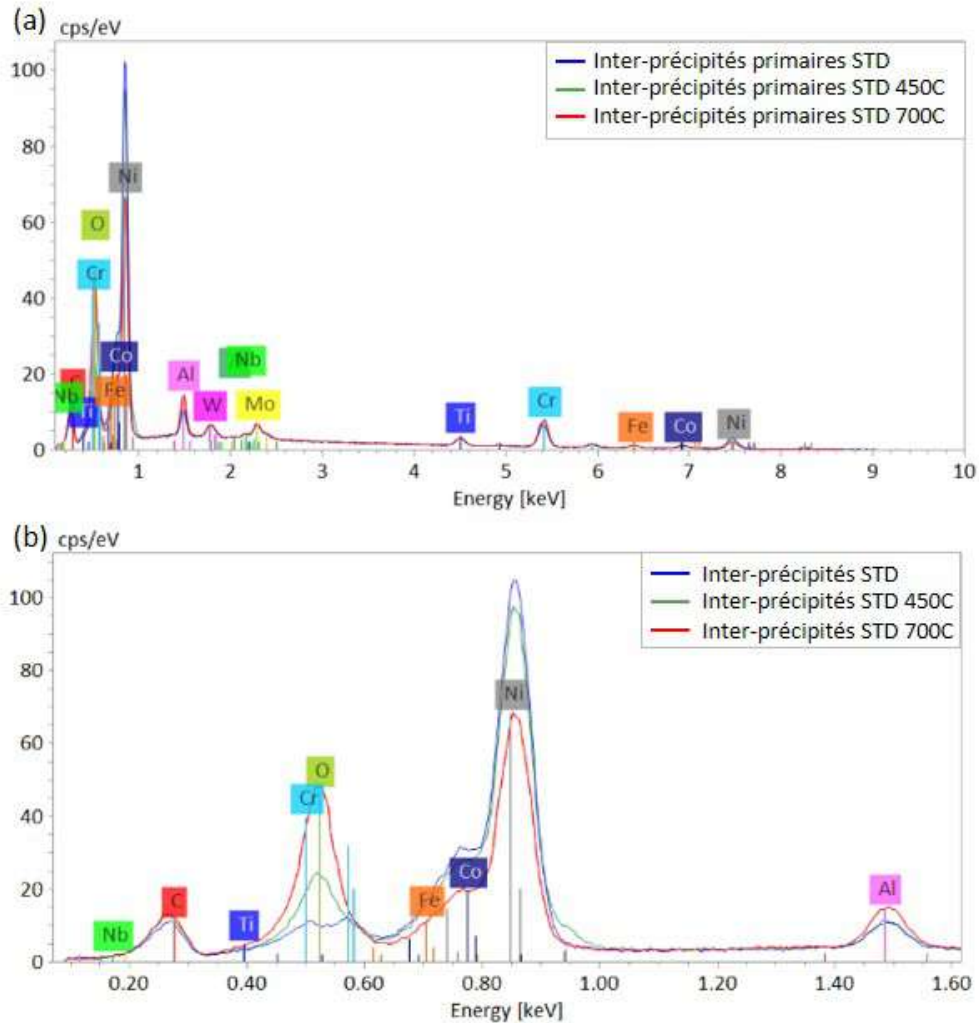 (a)
cps/eV
Inter-précipités primaires STD
Inter-précipités primaires STD 450C
Inter-précipités primaires STD 700C
100
80
60
40
20
0
Ni
O
Cr
Co
C
Nb
Ti
Fe
Al
W
Nb
Mo
Ti
Cr
Fe
Co
Ni
1 2 3 4 5 6 7 8 9 10
Energy [keV]
(b)
cps/eV
Inter-précipités STD
Inter-précipités STD 450C
Inter-précipités STD 700C
100
80
60
40
20
0
Ni
O
Cr
Co
Fe
C
Al
Ti
Nb
0.20 0.40 0.60 0.80 1.00 1.20 1.40 1.60
Energy [keV]